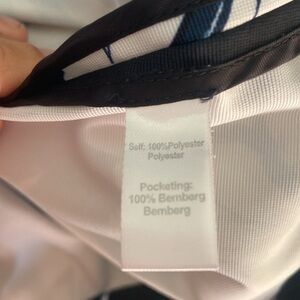 Self: 100%Polyester
Polyester
Pocketing:
100% Bemberg
Bemberg